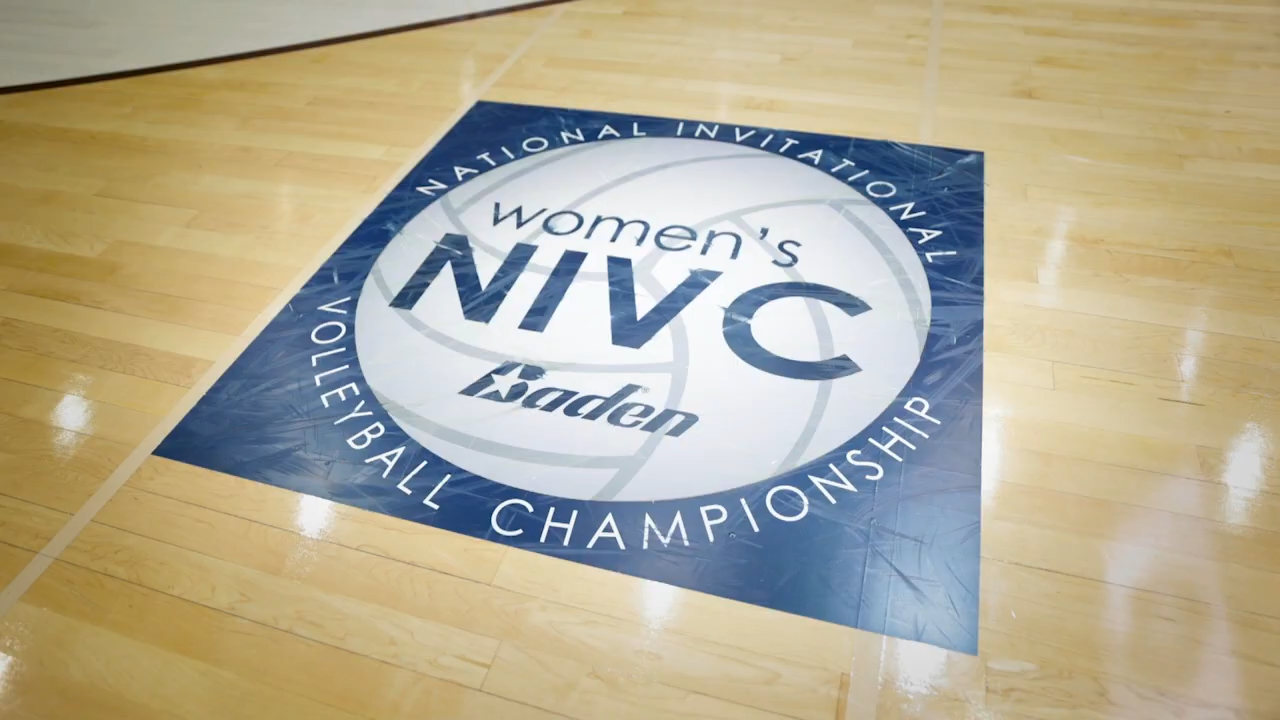 NATIONAL INVITATIONAL
women's
NIVC
Baden®
VOLLEYBALL CHAMPIONSHIP